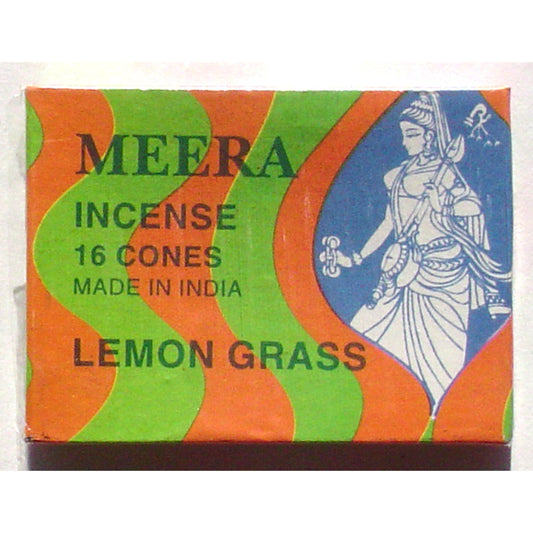 MEERA
INCENSE
16 CONES
MADE IN INDIA
LEMON GRASS